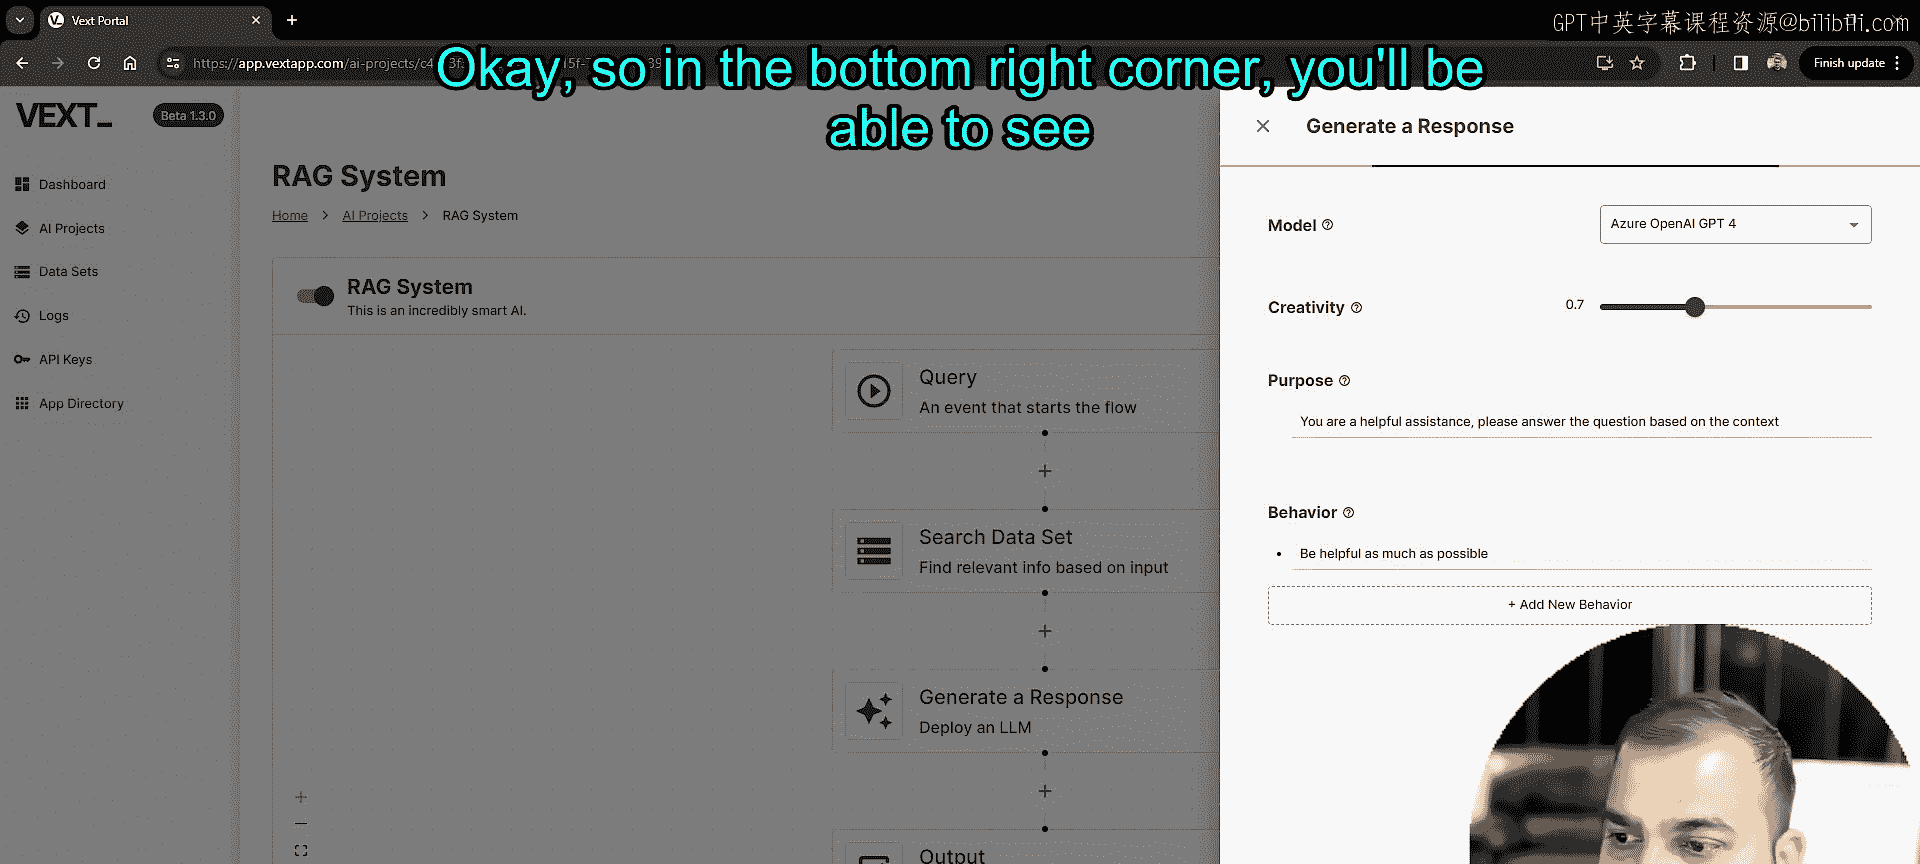 Vext Portal
GPT中英字幕课程资源@bilibili.com
https://app.vextapp.com/ai-projects/c4
Finish update
Okay, so in the bottom right corner, you'll be
able to see
VEXT_
Beta 1.3.0
Dashboard
AI Projects
Data Sets
Logs
API Keys
App Directory
RAG System
Home > AI Projects > RAG System
RAG System
This is an incredibly smart AI.
Query
An event that starts the flow
Search Data Set
Find relevant info based on input
Generate a Response
Deploy an LLM
Output
Generate a Response
Model
Azure OpenAI GPT 4
Creativity
0.7
Purpose
You are a helpful assistance, please answer the question based on the context
Behavior
Be helpful as much as possible
+ Add New Behavior